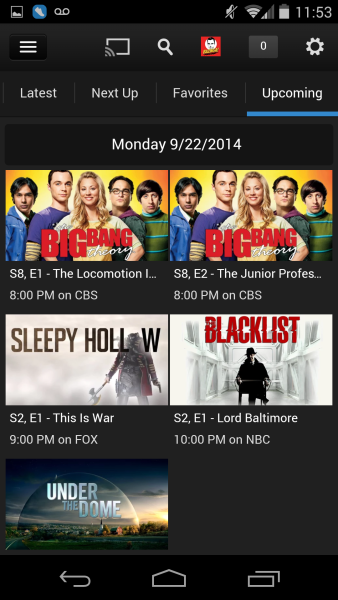 11:53
0
Latest
Next Up
Favorites
Upcoming
Monday 9/22/2014
the
BIG BANG
theory
the
BIG BANG
theory
S8, E1 - The Locomotion I...
S8, E2 - The Junior Profes...
8:00 PM on CBS
8:00 PM on CBS
SLEEPY HOLLOW
BLACKLIST
S2, E1 - This Is War
S2, E1 - Lord Baltimore
9:00 PM on FOX
10:00 PM on NBC
UNDER
THE DOME